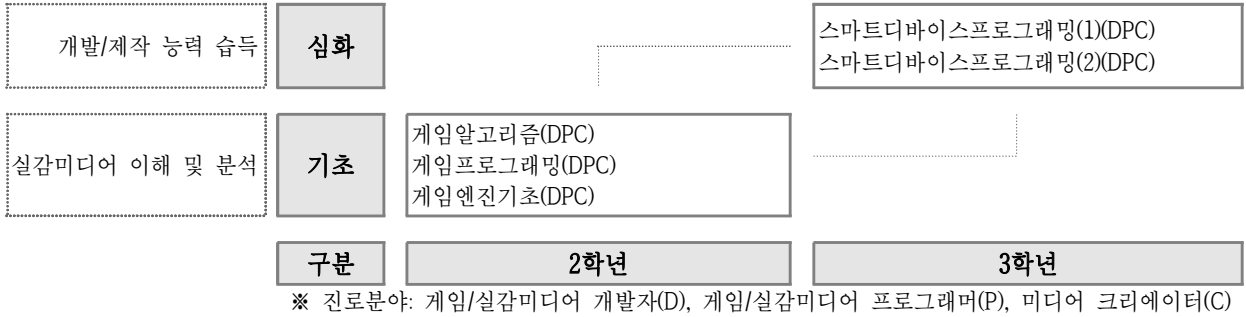 개발/제작 능력 습득
심화
스마트디바이스프로그래밍(1)(DPC)
스마트디바이스프로그래밍(2)(DPC)
실감미디어 이해 및 분석
기초
게임알고리즘(DPC)
게임프로그래밍(DPC)
게임엔진기초(DPC)
구분
2학년
3학년
※ 진로분야: 게임/실감미디어 개발자(D), 게임/실감미디어 프로그래머(P), 미디어 크리에이터(C)